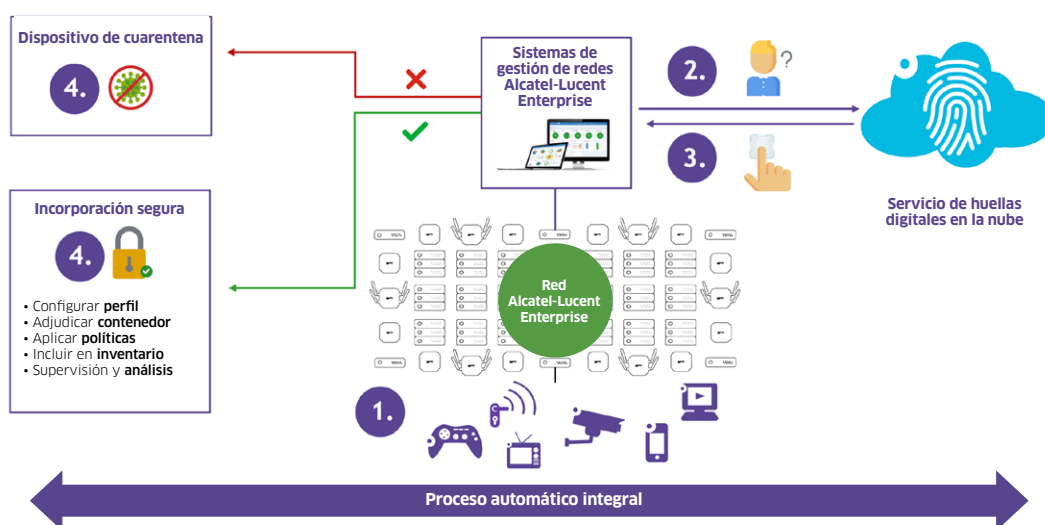 Dispositivo de cuarentena
4.
Sistemas de
gestión de redes
Alcatel-Lucent
Enterprise
2.
?
3.
Servicio de huellas
digitales en la nube
Incorporación segura
4.
• Configurar perfil
• Adjudicar contenedor
• Aplicar políticas
• Incluir en inventario
• Supervisión y análisis
Red
Alcatel-Lucent
Enterprise
1.
Proceso automático integral